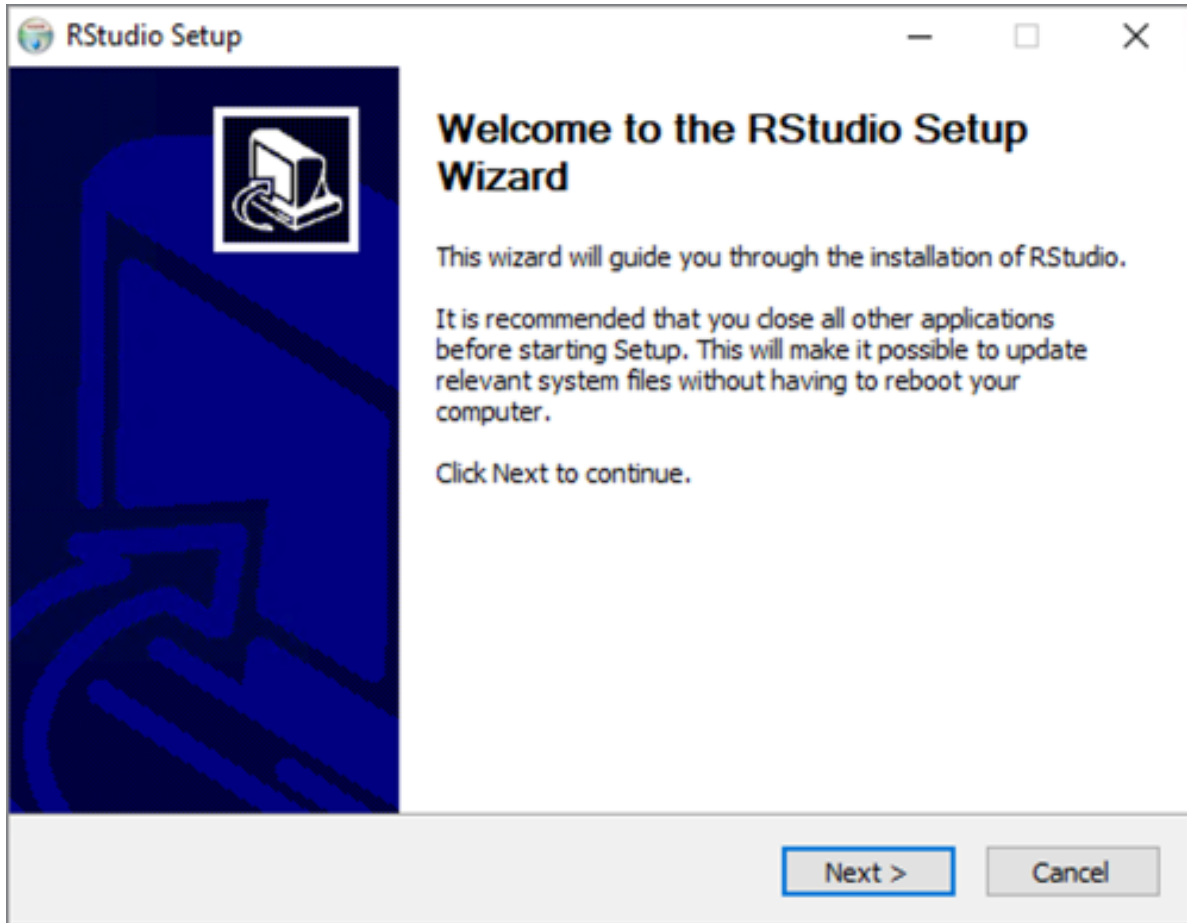 RStudio Setup
Welcome to the RStudio Setup
Wizard
This wizard will guide you through the installation of RStudio.
It is recommended that you close all other applications
before starting Setup. This will make it possible to update
relevant system files without having to reboot your
computer.
Click Next to continue.
Next >
Cancel